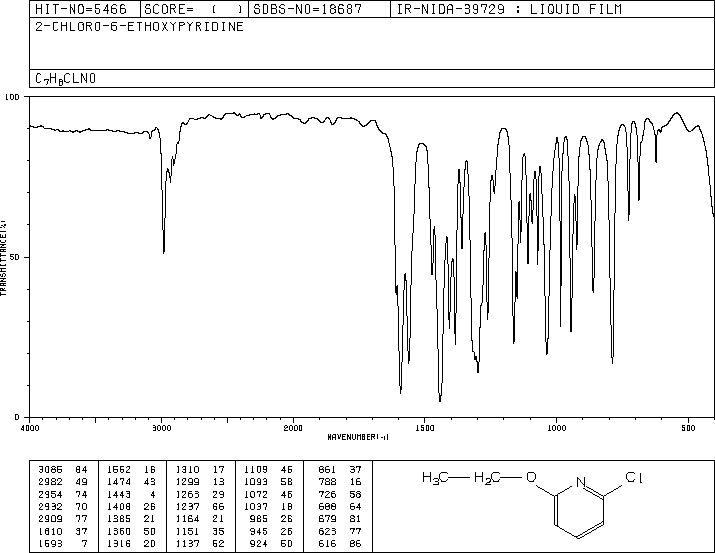 HIT-NO=5466 SCORE= ( ) SDBS-NO=18687 IR-NIDA-39729 : LIQUID FILM
2-CHLORO-6-ETHOXYPYRIDINE
C7H8CLNO
100
50
0
TRANSMITTANCE(%)
4000 3000 2000 1500 1000 500
WAVENUMBER(-1)
3086 84 1562 16 1310 17 1109 46 861 37
2982 49 1474 43 1299 13 1093 58 788 16
2954 74 1443 4 1263 29 1072 46 726 58
2932 70 1408 26 1237 66 1037 18 688 64
2909 77 1385 21 1164 21 985 26 679 81
1610 37 1360 50 1151 35 945 26 623 77
1593 7 1316 20 1137 52 924 50 616 86
H3C H2C O N Cl